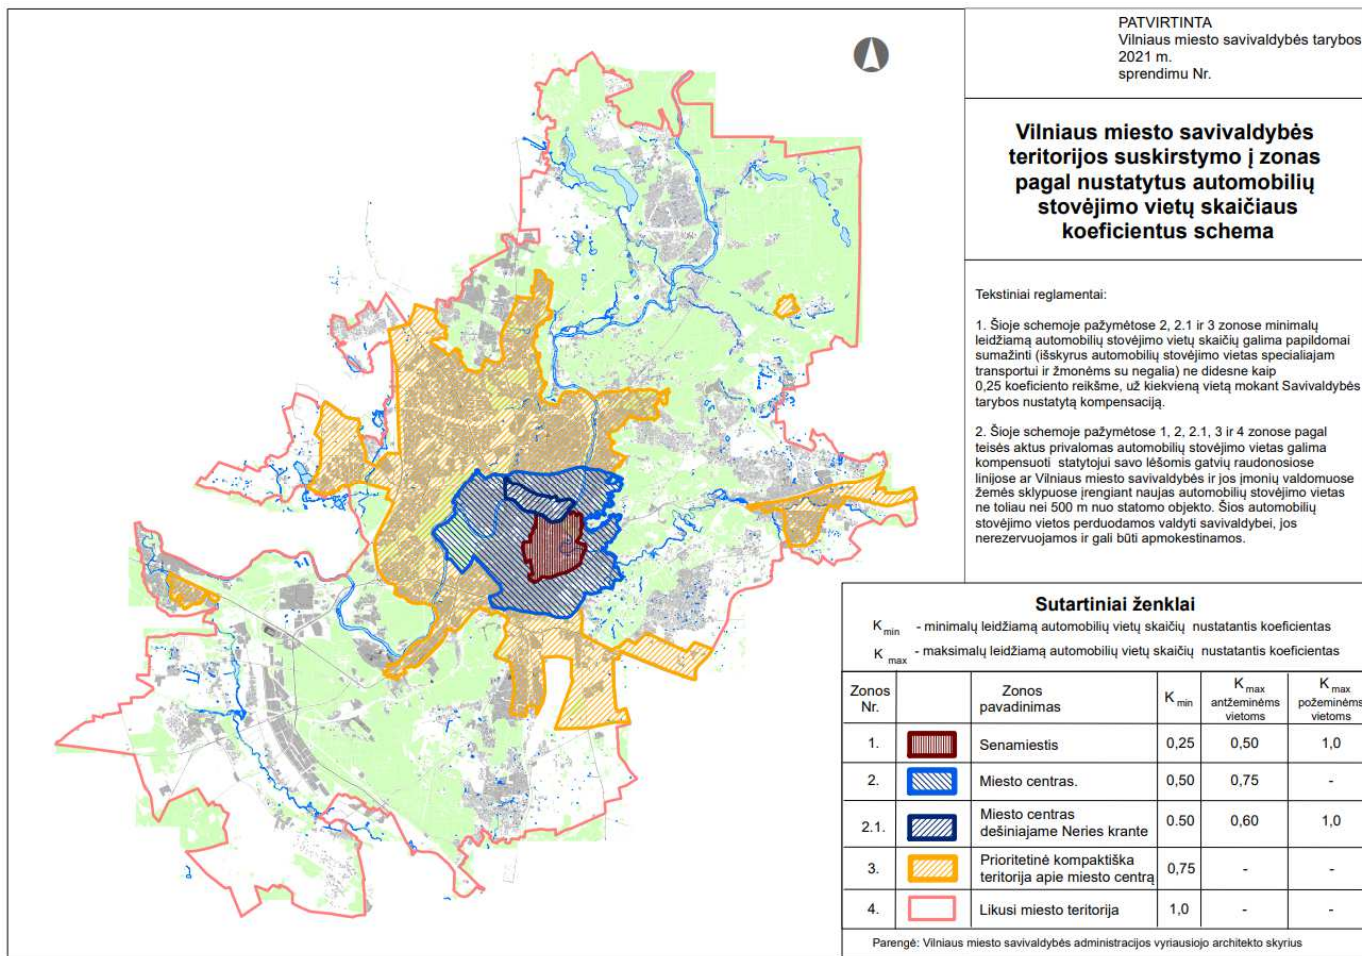 PATVIRTINTA
Vilniaus miesto savivaldybės tarybos
2021 m.
sprendimu Nr.
Vilniaus miesto savivaldybės
teritorijos suskirstymo į zonas
pagal nustatytus automobilių
stovėjimo vietų skaičiaus
koeficientus schema
Tekstiniai reglamentai:
1. Šioje schemoje pažymėtose 2, 2.1 ir 3 zonose minimalų
leidžiamą automobilių stovėjimo vietų skaičių galima papildomai
sumažinti (išskyrus automobilių stovėjimo vietas specialiajam
transportui ir žmonėms su negalia) ne didesne kaip
0,25 koeficiento reikšme, už kiekvieną vietą mokant Savivaldybės
tarybos nustatytą kompensaciją.
2. Šioje schemoje pažymėtose 1, 2, 2.1, 3 ir 4 zonose pagal
teisės aktus privalomas automobilių stovėjimo vietas galima
kompensuoti statytojui savo lėšomis gatvių raudonosiose
linijose ar Vilniaus miesto savivaldybės ir jos įmonių valdomuose
žemės sklypuose įrengiant naujas automobilių stovėjimo vietas
ne toliau nei 500 m nuo statomo objekto. Šios automobilių
stovėjimo vietos perduodamos valdyti savivaldybei, jos
nerezervuojamos ir gali būti apmokestinamos.
Sutartiniai ženklai
K min - minimalų leidžiamą automobilių vietų skaičių nustatantis koeficientas
K max - maksimalų leidžiamą automobilių vietų skaičių nustatantis koeficientas
Zonos Nr. Zonos pavadinimas K min K max antžeminėms vietoms K max požeminėms vietoms
1. Senamiestis 0,25 0,50 1,0
2. Miesto centras. 0,50 0,75 -
2.1. Miesto centras dešiniajame Neries krante 0.50 0,60 1,0
3. Prioritetinė kompaktiška teritorija apie miesto centrą 0,75 - -
4. Likusi miesto teritorija 1,0 - -
Parengė: Vilniaus miesto savivaldybės administracijos vyriausiojo architekto skyrius